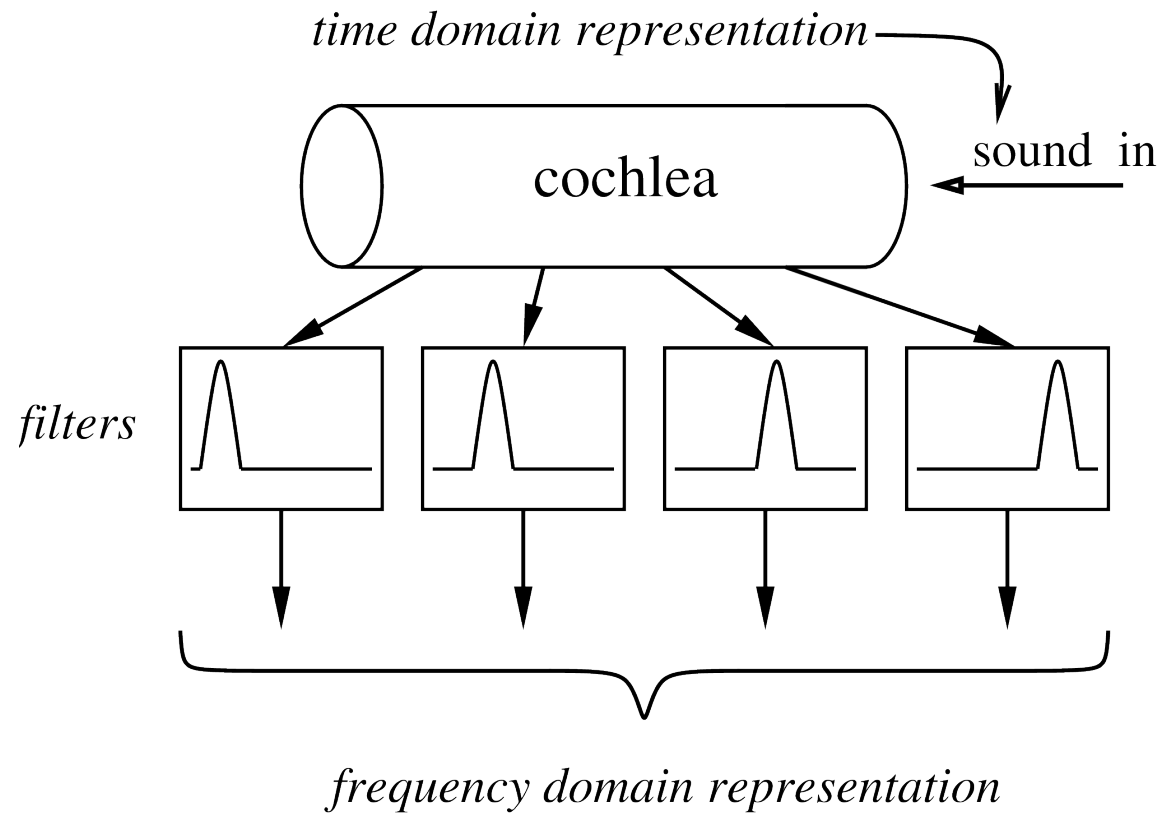 time domain representation
sound in
cochlea
filters
frequency domain representation